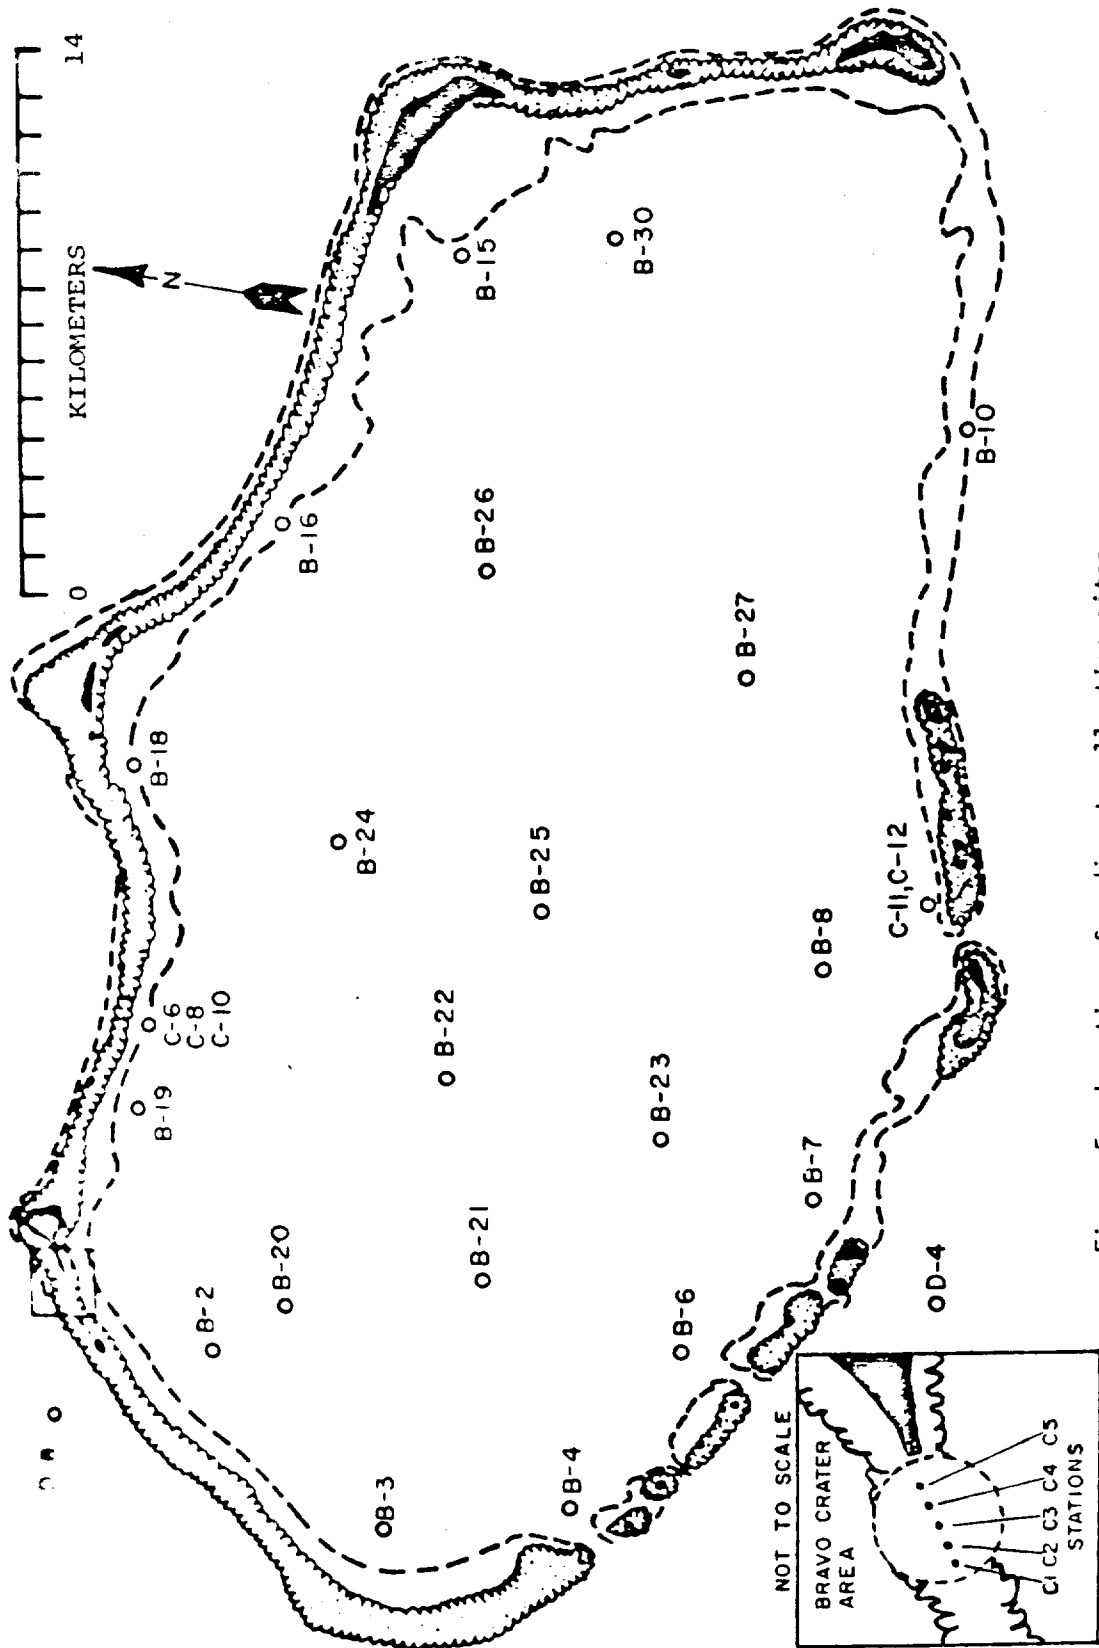 0
14
KILOMETERS
N
B-18
B-16
B-15
B-30
C-6
C-8
C-10
B-19
B-24
B-26
B-2
B-20
B-22
B-25
B-27
B-3
B-21
B-23
B-8
C-11, C-12
B-10
B-4
B-6
B-7
D-4
NOT TO SCALE
BRAVO CRATER
AREA
C1 C2 C3 C4 C5
STATIONS